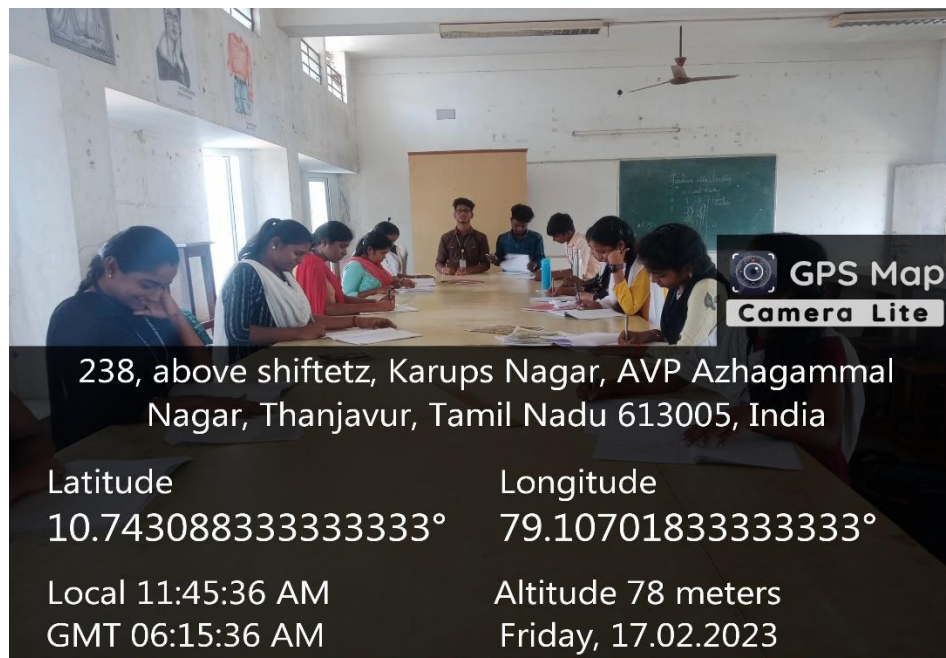 GPS Map
Camera Lite
238, above shiftetz, Karups Nagar, AVP Azhagammal
Nagar, Thanjavur, Tamil Nadu 613005, India
Latitude
10.743088333333333°
Longitude
79.10701833333333°
Local 11:45:36 AM
GMT 06:15:36 AM
Altitude 78 meters
Friday, 17.02.2023